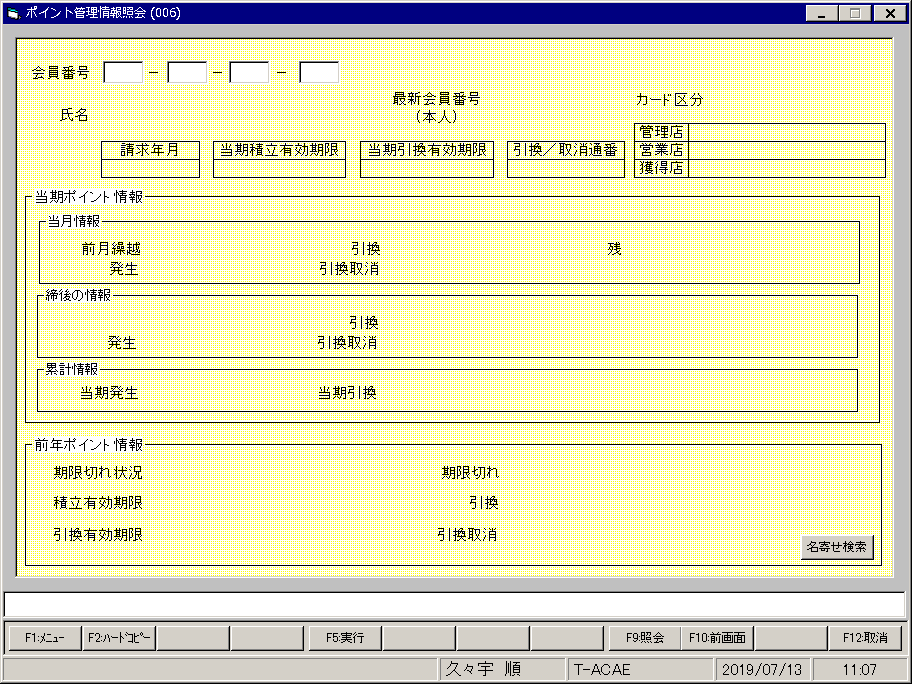 ポイント管理情報照会 (006)
会員番号 － － －
氏名 最新会員番号 カード区分
（本人）
管理店
請求年月 当期積立有効期限 当期引換有効期限 引換／取消通番 営業店
獲得店
当期ポイント情報
当月情報
前月繰越 引換 残
発生 引換取消
締後の情報
引換
発生 引換取消
累計情報
当期発生 当期引換
前年ポイント情報
期限切れ状況 期限切れ
積立有効期限 引換
引換有効期限 引換取消
名寄せ検索
F1:ﾒﾆｭｰ F2:ﾊｰﾄﾞｺﾋﾟｰ F5:実行 F9:照会 F10:前画面 F12:取消
久々宇 順 T-ACAE 2019/07/13 11:07